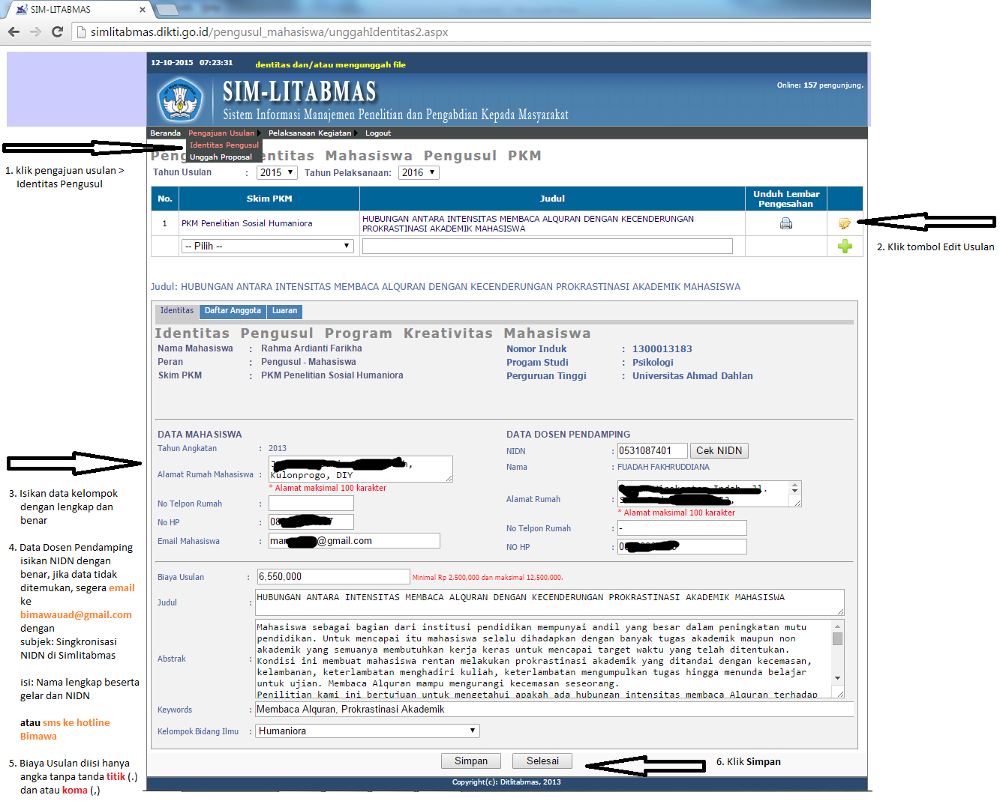 SIM-LITABMAS
simlitabmas.dikti.go.id/pengusul_mahasiswa/unggahIdentitas2.aspx
12-10-2015 07:23:31
dentitas dan/atau mengunggah file
SIM-LITABMAS
Online: 157 pengunjung.
Sistem Informasi Manajemen Penelitian dan Pengabdian Kepada Masyarakat
Beranda Pengajuan Usulan Pelaksanaan Kegiatan Logout
Identitas Pengusul
Unggah Proposal
Peng entitas Mahasiswa Pengusul PKM
1. klik pengajuan usulan >
Identitas Pengusul
Tahun Usulan : 2015 Tahun Pelaksanaan: 2016
No. Skim PKM Judul Unduh Lembar Pengesahan
1 PKM Penelitian Sosial Humaniora HUBUNGAN ANTARA INTENSITAS MEMBACA ALQURAN DENGAN KECENDERUNGAN
PROKRASTINASI AKADEMIK MAHASISWA
-- Pilih --
2. Klik tombol Edit Usulan
Judul: HUBUNGAN ANTARA INTENSITAS MEMBACA ALQURAN DENGAN KECENDERUNGAN PROKRASTINASI AKADEMIK MAHASISWA
Identitas Daftar Anggota Luaran
Identitas Pengusul Program Kreativitas Mahasiswa
Nama Mahasiswa : Rahma Ardianti Farikha
Peran : Pengusul - Mahasiswa
Skim PKM : PKM Penelitian Sosial Humaniora
Nomor Induk : 1300013183
Progam Studi : Psikologi
Perguruan Tinggi : Universitas Ahmad Dahlan
DATA MAHASISWA
Tahun Angkatan : 2013
Alamat Rumah Mahasiswa :
Kulonprogo, DIY
* Alamat maksimal 100 karakter
No Telpon Rumah :
No HP :
Email Mahasiswa : @gmail.com
DATA DOSEN PENDAMPING
NIDN : 0531087401 Cek NIDN
Nama : FUADAH FAKHRUDDIANA
Alamat Rumah :
* Alamat maksimal 100 karakter
No Telpon Rumah : -
NO HP :
3. Isikan data kelompok
dengan lengkap dan
benar
4. Data Dosen Pendamping
isikan NIDN dengan
benar, jika data tidak
ditemukan, segera email
ke
bimawauad@gmail.com
dengan
subjek: Singkronisasi
NIDN di Simlitabmas
isi: Nama lengkap beserta
gelar dan NIDN
atau sms ke hotline
Bimawa
5. Biaya Usulan diisi hanya
angka tanpa tanda titik (.)
dan atau koma (,)
Biaya Usulan : 6,550,000 Minimal Rp 2,500,000 dan maksimal 12,500,000.
Judul : HUBUNGAN ANTARA INTENSITAS MEMBACA ALQURAN DENGAN KECENDERUNGAN PROKRASTINASI AKADEMIK MAHASISWA
Abstrak :
Mahasiswa sebagai bagian dari institusi pendidikan mempunyai andil yang besar dalam peningkatan mutu
pendidikan. Untuk mencapai itu mahasiswa selalu dihadapkan dengan banyak tugas akademik maupun non
akademik yang semuanya membutuhkan kerja keras untuk mencapai target waktu yang telah ditentukan.
Kondisi ini membuat mahasiswa rentan melakukan prokrastinasi akademik yang ditandai dengan kecemasan,
kelambanan, keterlambatan menghadiri kuliah, keterlambatan mengumpulkan tugas hingga menunda belajar
untuk ujian. Membaca Alquran mampu mengurangi kecemasan seseorang.
Penilitian kami ini bertujuan untuk mengetahui apakah ada hubungan intensitas membaca Alquran terhadap
Keywords : Membaca Alquran, Prokrastinasi Akademik
Kelompok Bidang Ilmu : Humaniora
Simpan Selesai
6. Klik Simpan
Copyright(c): Ditlitabmas, 2013